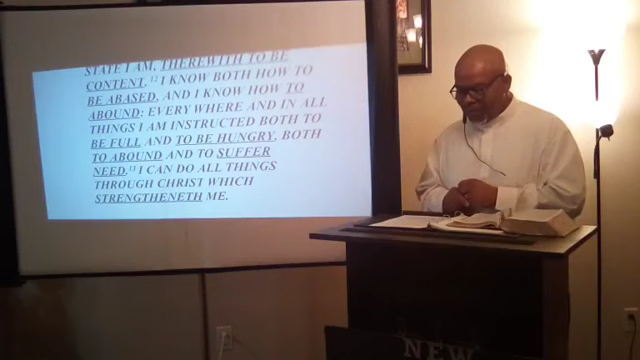 STATE I AM, THEREWITH TO BE
CONTENT. 12 I KNOW BOTH HOW TO
BE ABASED, AND I KNOW HOW TO
ABOUND: EVERY WHERE AND IN ALL
THINGS I AM INSTRUCTED BOTH TO
BE FULL AND TO BE HUNGRY, BOTH
TO ABOUND AND TO SUFFER
NEED. 13 I CAN DO ALL THINGS
THROUGH CHRIST WHICH
STRENGTHENETH ME.
NEW